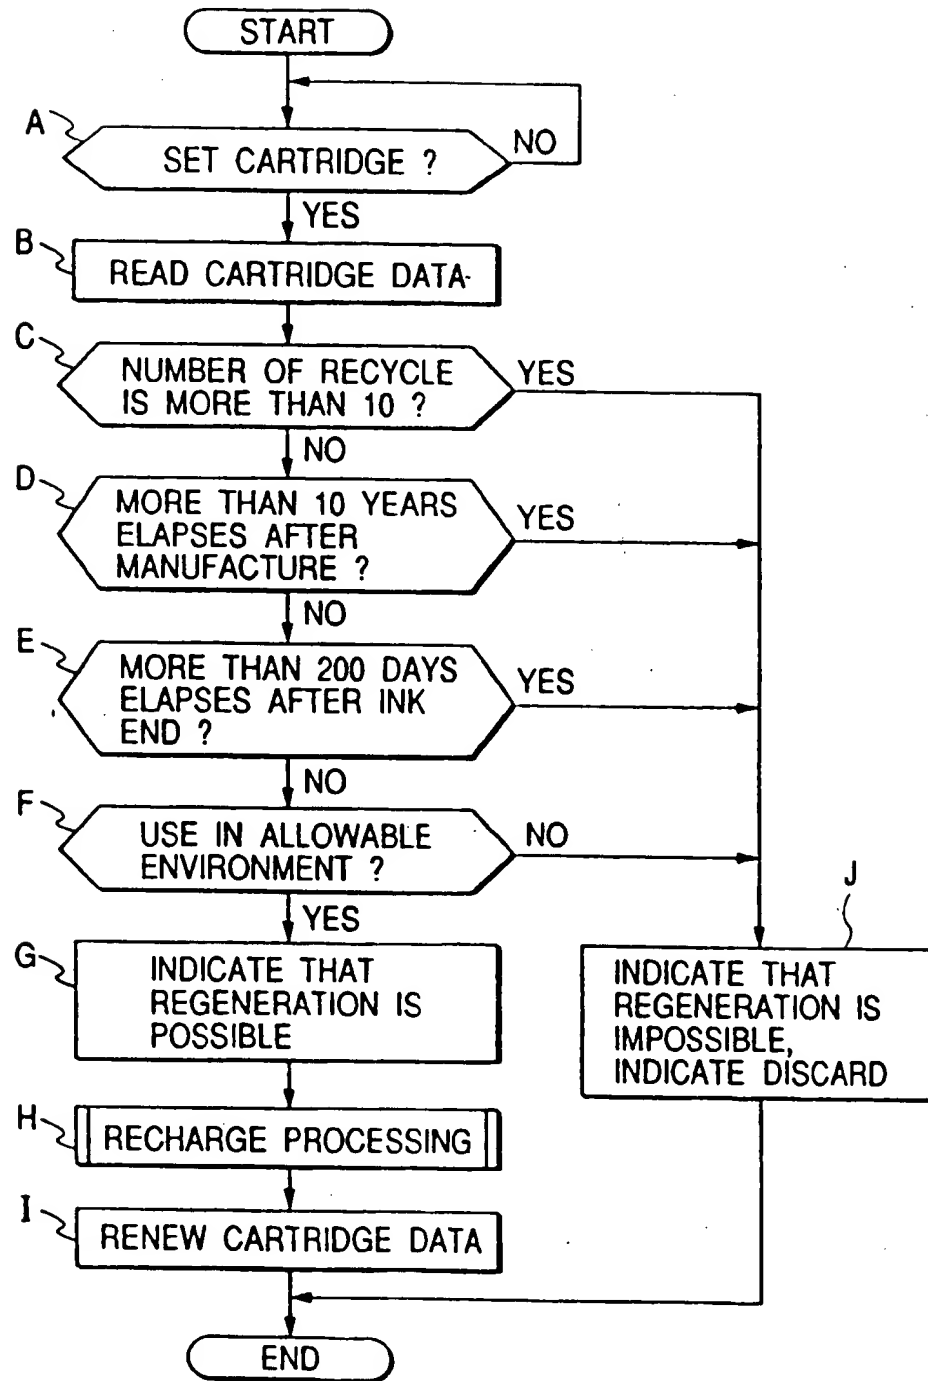 START
A
SET CARTRIDGE ?
NO
YES
B
READ CARTRIDGE DATA
C
NUMBER OF RECYCLE
IS MORE THAN 10 ?
YES
NO
D
MORE THAN 10 YEARS
ELAPSES AFTER
MANUFACTURE ?
YES
NO
E
MORE THAN 200 DAYS
ELAPSES AFTER INK
END ?
YES
NO
F
USE IN ALLOWABLE
ENVIRONMENT ?
NO
YES
G
INDICATE THAT
REGENERATION IS
POSSIBLE
J
INDICATE THAT
REGENERATION IS
IMPOSSIBLE,
INDICATE DISCARD
H
RECHARGE PROCESSING
I
RENEW CARTRIDGE DATA
END